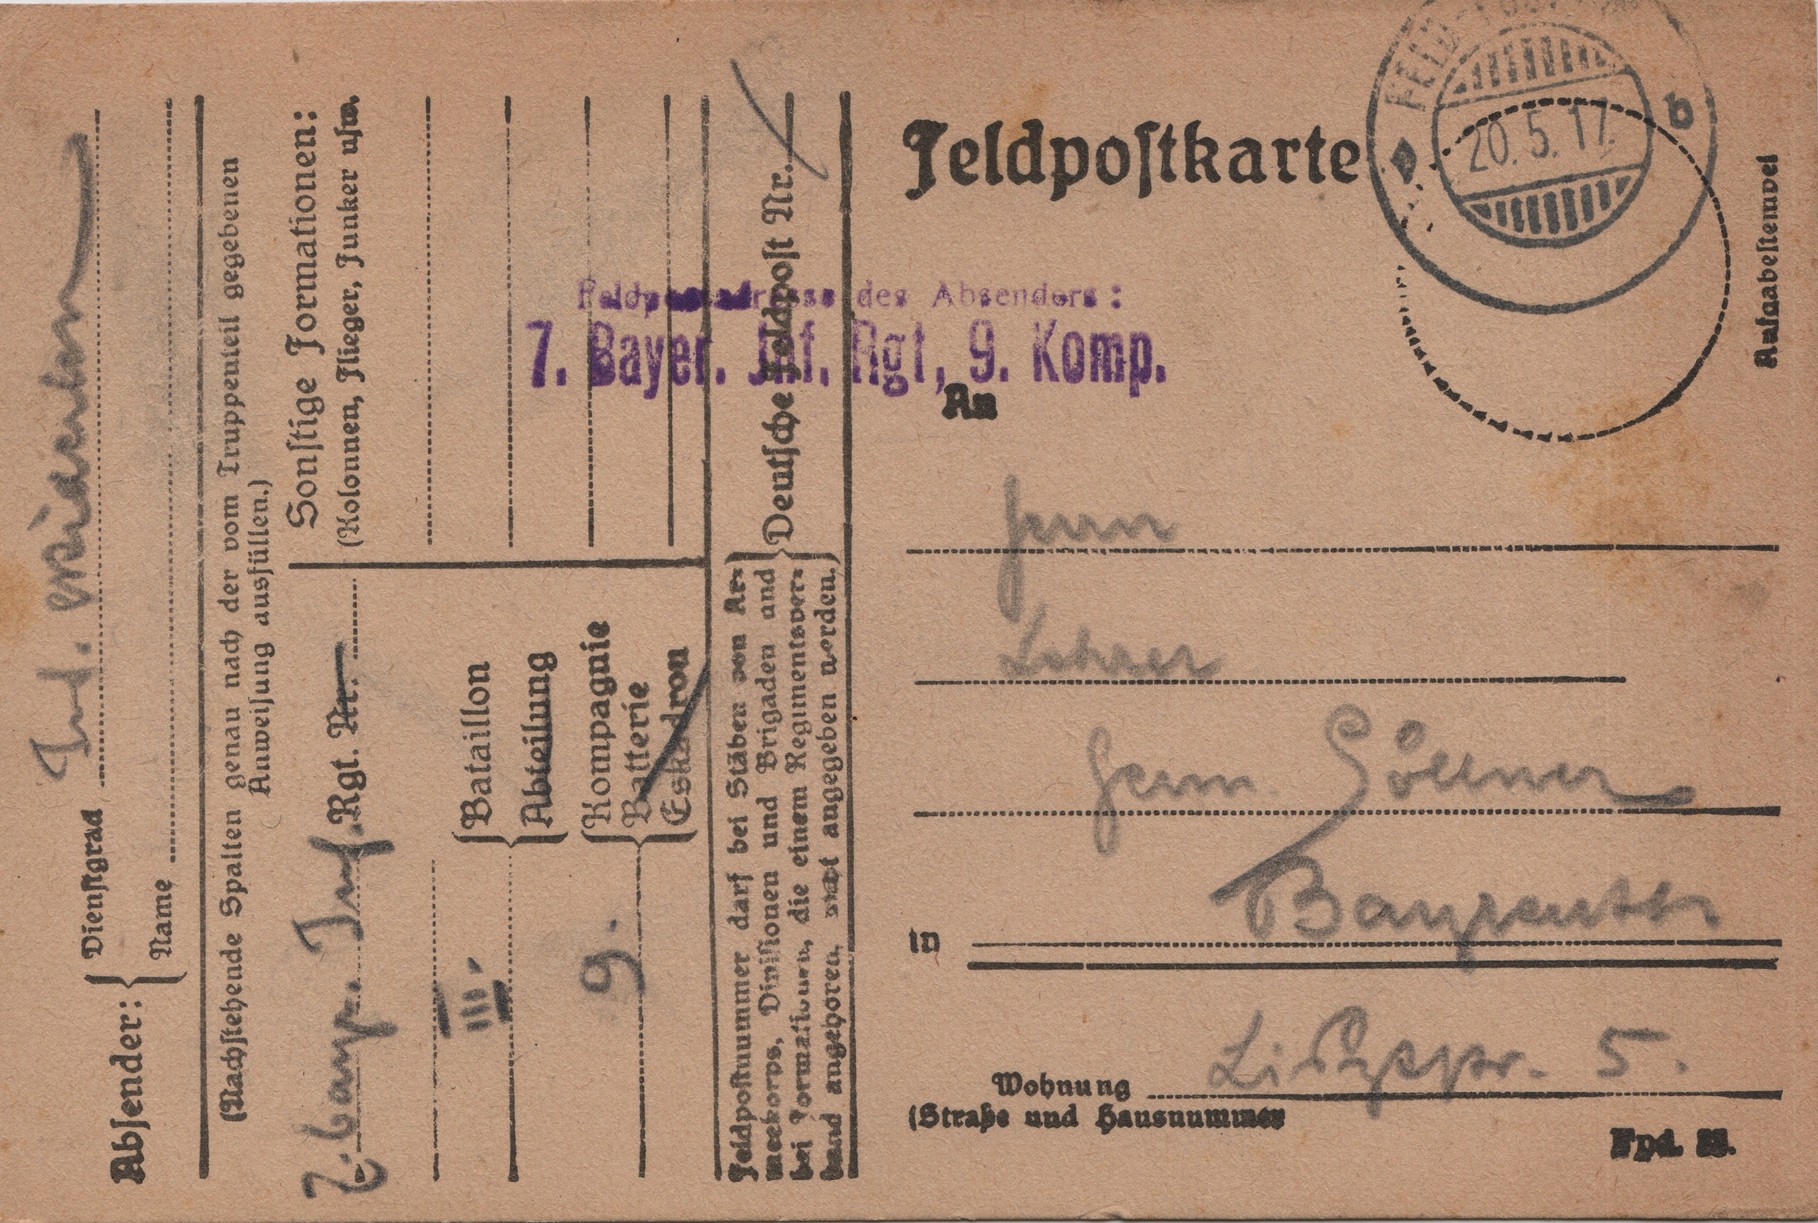 Absender:
Dienstgrad Inf.
Name
(Nachstehende Spalten genau nach der vom Truppenteil gegebenen
Anweisung ausfüllen.)
7. bayr. Inf. Rgt. Nr.
III. Bataillon
Abteilung
9. Kompagnie
Batterie
Eskadron
Sonstige Formationen:
(Kolonnen, Flieger, Funker usw.
Feldpostnummer darf bei Stäben von Ar=
meekorps, Divisionen und Brigaden und
bei Formationen, die einem Regimentsver=
band angehören, nicht angegeben werden.)
Deutsche Feldpost Nr.
Feldpostadresse des Absenders:
7. Bayer. Inf. Rgt, 9. Komp.
Feldpostkarte
20.5.17.
b
Aufgabestempel
An
Herrn
Lehrer
Herm. Söllner
in Bayreuth
Wohnung Lisztstr. 5.
(Straße und Hausnummer